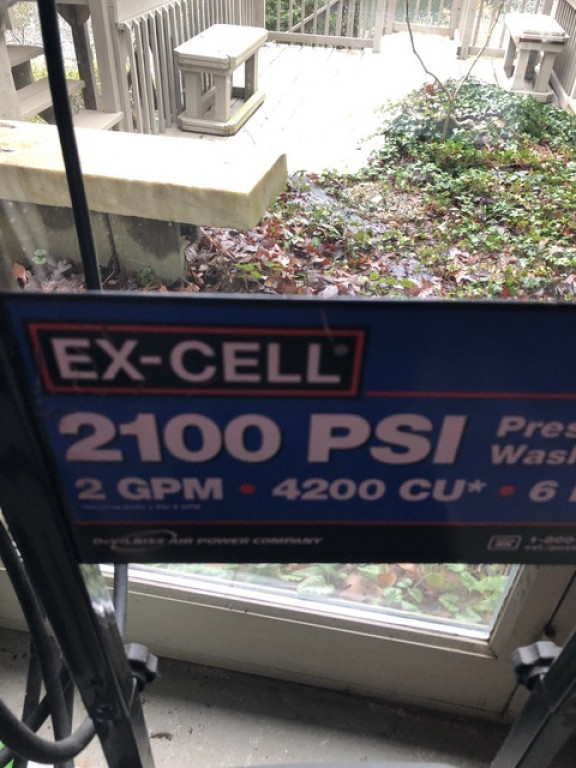 EX-CELL®
2100 PSI
2 GPM • 4200 CU* • 6
DeVILBISS AIR POWER COMPANY